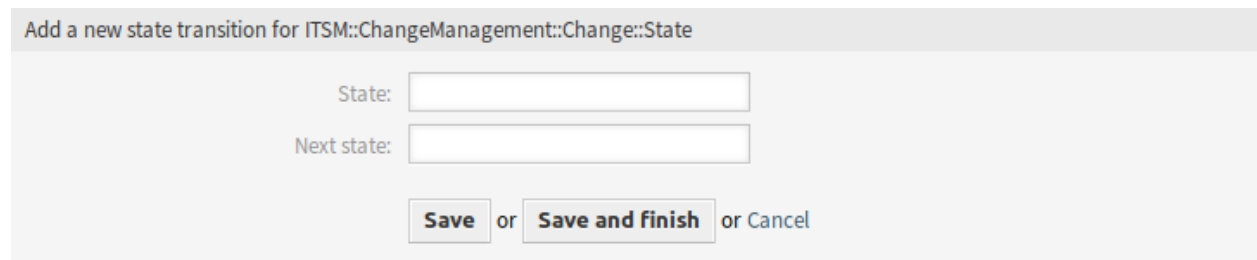 Add a new state transition for ITSM::ChangeManagement::Change::State
State:
Next state:
Save or Save and finish or Cancel